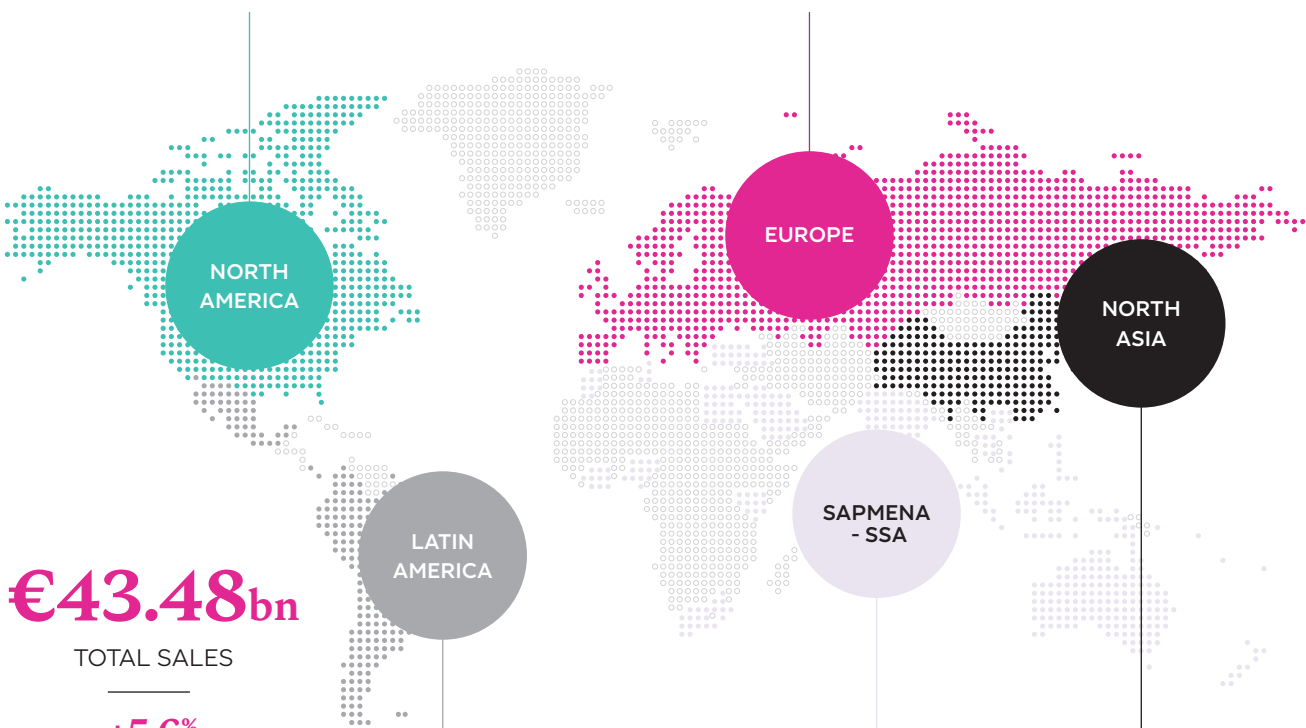 NORTH
AMERICA
EUROPE
NORTH
ASIA
SAPMENA
- SSA
LATIN
AMERICA
€43.48bn
TOTAL SALES